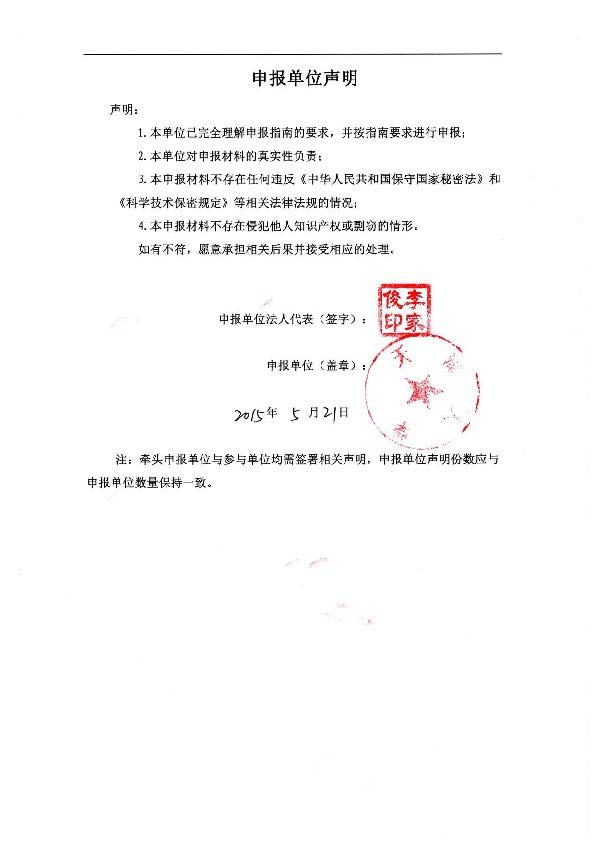 申报单位声明
声明：
1.本单位已完全理解申报指南的要求，并按指南要求进行申报；
2.本单位对申报材料的真实性负责；
3.本申报材料不存在任何违反《中华人民共和国保守国家秘密法》和
《科学技术保密规定》等相关法律法规的情况；
4.本申报材料不存在侵犯他人知识产权或剽窃的情形。
如有不符，愿意承担相关后果并接受相应的处理。
申报单位法人代表（签字）：
李家俊印
申报单位（盖章）：
2015年 5 月21日
注：牵头申报单位与参与单位均需签署相关声明，申报单位声明份数应与
申报单位数量保持一致。